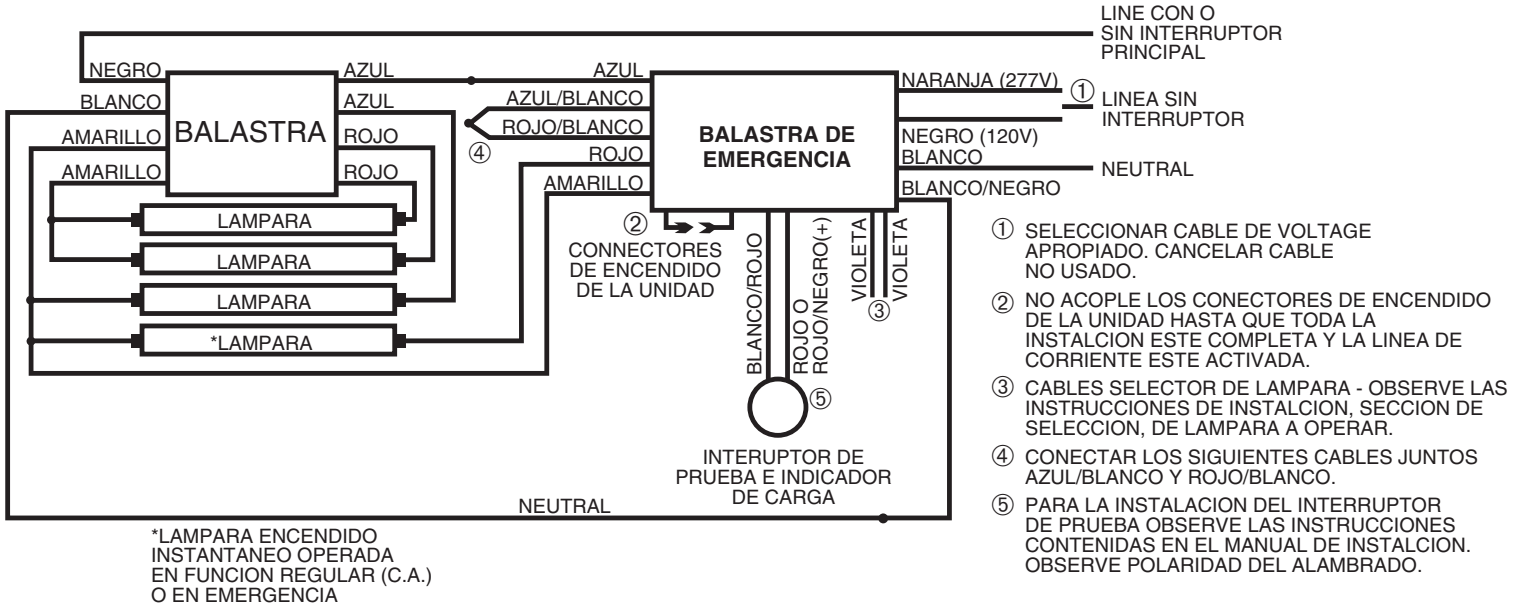 LINE CON O
SIN INTERRUPTOR
PRINCIPAL
NEGRO
BLANCO
AMARILLO
AMARILLO
BALASTRA
AZUL
AZUL
ROJO
ROJO
AZUL
AZUL/BLANCO
ROJO/BLANCO
④
ROJO
AMARILLO
BALASTRA DE
EMERGENCIA
NARANJA (277V)
①
LINEA SIN
INTERRUPTOR
NEGRO (120V)
BLANCO
NEUTRAL
BLANCO/NEGRO
LAMPARA
LAMPARA
LAMPARA
*LAMPARA
②
CONNECTORES
DE ENCENDIDO
DE LA UNIDAD
BLANCO/ROJO
ROJO O
ROJO/NEGRO(+)
VIOLETA
VIOLETA
③
⑤
INTERUPTOR DE
PRUEBA E INDICADOR
DE CARGA
NEUTRAL
*LAMPARA ENCENDIDO
INSTANTANEO OPERADA
EN FUNCION REGULAR (C.A.)
O EN EMERGENCIA
① SELECCIONAR CABLE DE VOLTAGE
APROPIADO. CANCELAR CABLE
NO USADO.
② NO ACOPLE LOS CONECTORES DE ENCENDIDO
DE LA UNIDAD HASTA QUE TODA LA
INSTALCION ESTE COMPLETA Y LA LINEA DE
CORRIENTE ESTE ACTIVADA.
③ CABLES SELECTOR DE LAMPARA - OBSERVE LAS
INSTRUCCIONES DE INSTALCION, SECCION DE
SELECCION, DE LAMPARA A OPERAR.
④ CONECTAR LOS SIGUIENTES CABLES JUNTOS
AZUL/BLANCO Y ROJO/BLANCO.
⑤ PARA LA INSTALACION DEL INTERRUPTOR
DE PRUEBA OBSERVE LAS INSTRUCCIONES
CONTENIDAS EN EL MANUAL DE INSTALCION.
OBSERVE POLARIDAD DEL ALAMBRADO.